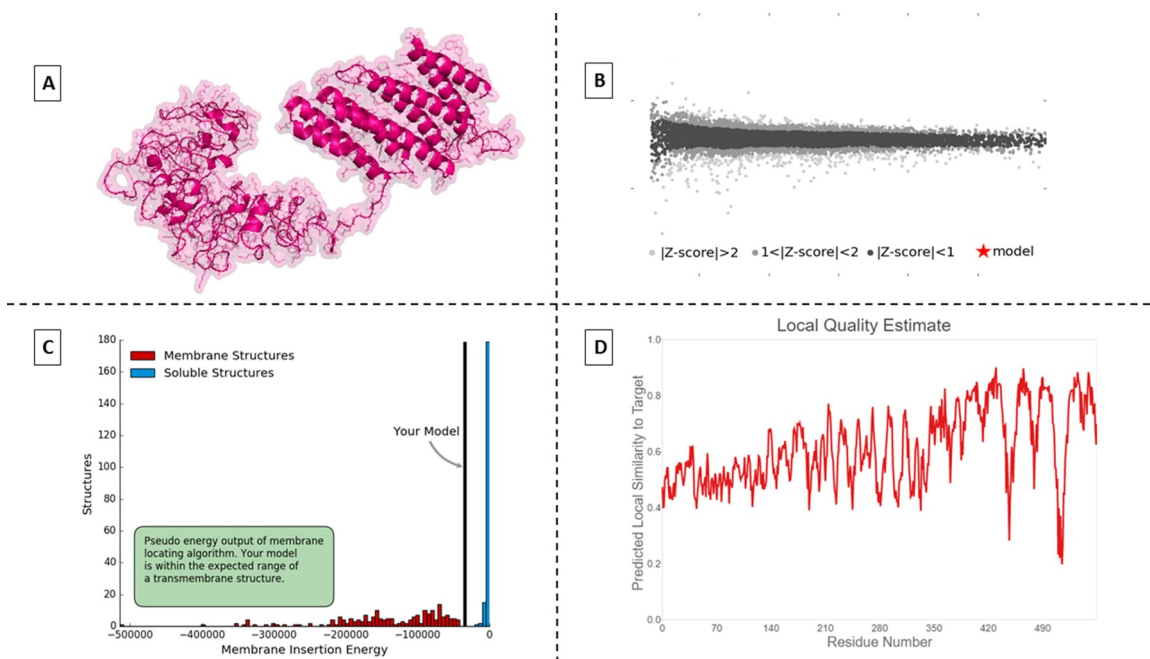 A
B
|Z-score|>2 1<|Z-score|<2 |Z-score|<1 model
C
180
160
140
120
100
80
60
40
20
0
Structures
Membrane Structures
Soluble Structures
Your Model
Pseudo energy output of membrane
locating algorithm. Your model
is within the expected range of
a transmembrane structure.
−500000 −400000 −300000 −200000 −100000 0
Membrane Insertion Energy
D
Local Quality Estimate
1.0
0.8
0.6
0.4
0.2
0.0
Predicted Local Similarity to Target
0 70 140 210 280 350 420 490
Residue Number